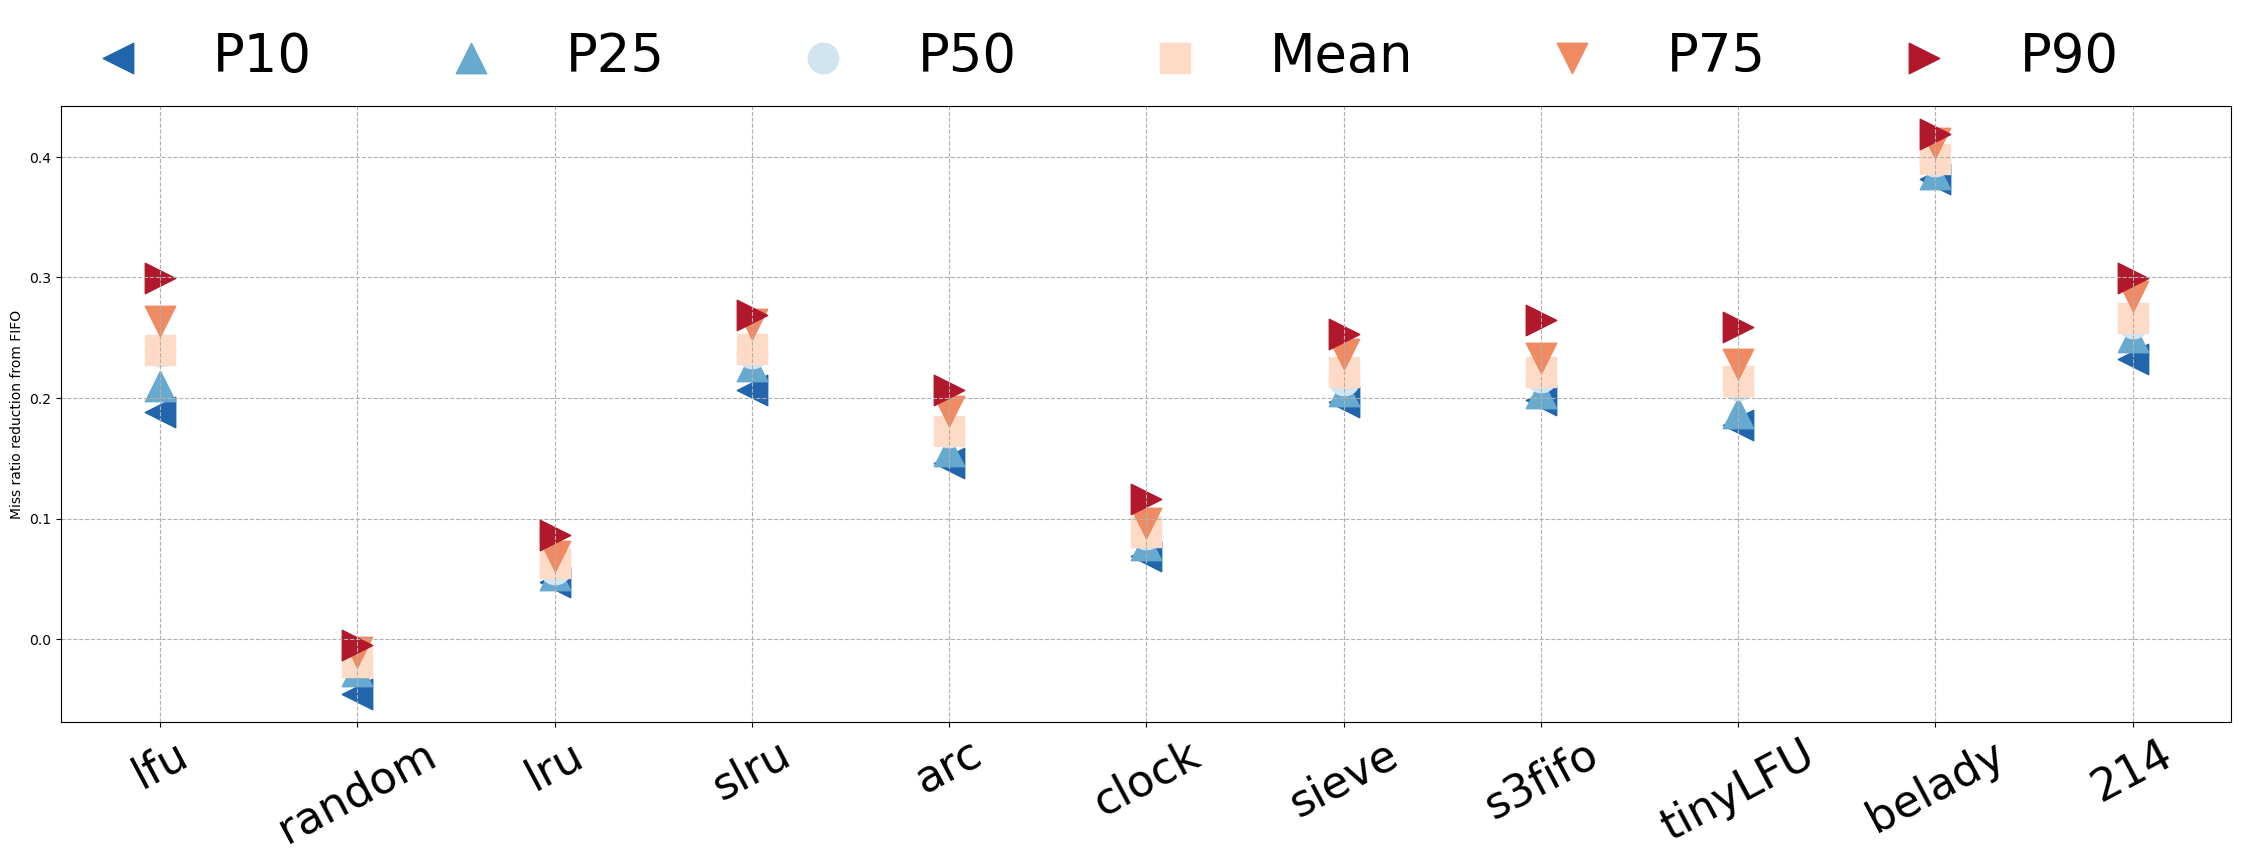 P10 P25 P50 Mean P75 P90
Miss ratio reduction from FIFO
0.4
0.3
0.2
0.1
0.0
lfu random lru slru arc clock sieve s3fifo tinyLFU belady 214